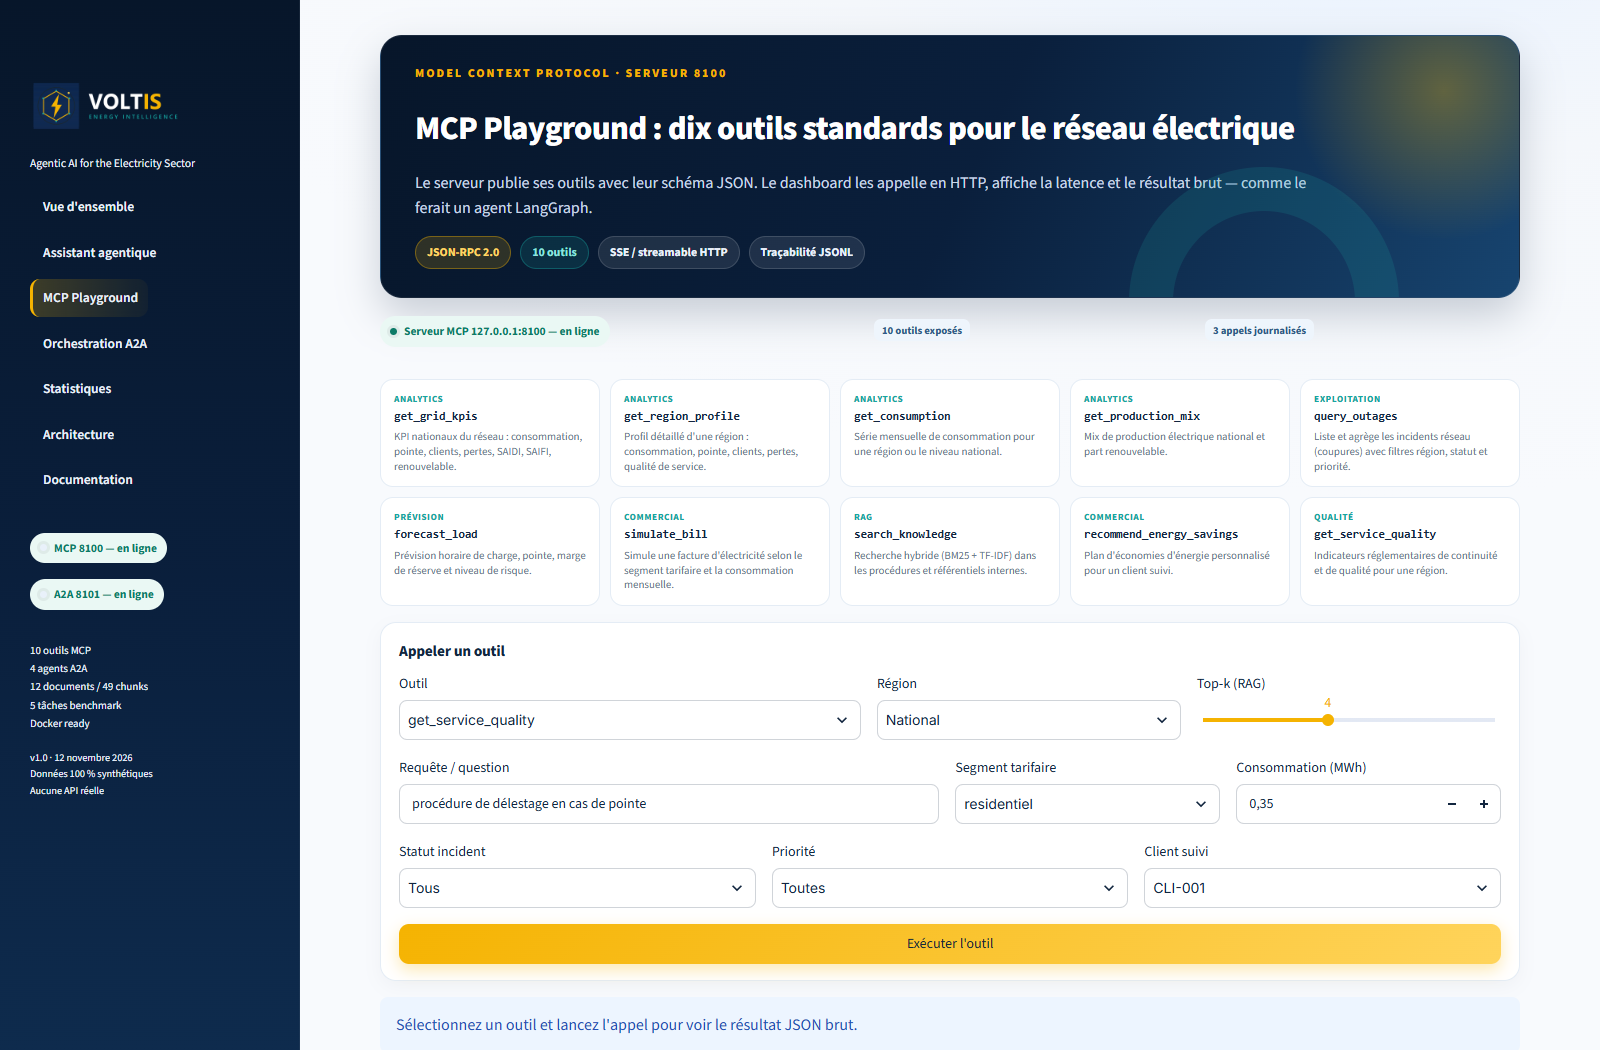 VOLTIS
ENERGY INTELLIGENCE
Agentic AI for the Electricity Sector
Vue d'ensemble
Assistant agentique
MCP Playground
Orchestration A2A
Statistiques
Architecture
Documentation
MCP 8100 — en ligne
A2A 8101 — en ligne
10 outils MCP
4 agents A2A
12 documents / 49 chunks
5 tâches benchmark
Docker ready
v1.0 · 12 novembre 2026
Données 100 % synthétiques
Aucune API réelle
MODEL CONTEXT PROTOCOL · SERVEUR 8100
MCP Playground : dix outils standards pour le réseau électrique
Le serveur publie ses outils avec leur schéma JSON. Le dashboard les appelle en HTTP, affiche la latence et le résultat brut — comme le
ferait un agent LangGraph.
JSON-RPC 2.0
10 outils
SSE / streamable HTTP
Traçabilité JSONL
Serveur MCP 127.0.0.1:8100 — en ligne
10 outils exposés
3 appels journalisés
ANALYTICS
get_grid_kpis
KPI nationaux du réseau : consommation,
pointe, clients, pertes, SAIDI, SAIFI,
renouvelable.
ANALYTICS
get_region_profile
Profil détaillé d'une région :
consommation, pointe, clients, pertes,
qualité de service.
ANALYTICS
get_consumption
Série mensuelle de consommation pour
une région ou le niveau national.
ANALYTICS
get_production_mix
Mix de production électrique national et
part renouvelable.
EXPLOITATION
query_outages
Liste et agrège les incidents réseau
(coupures) avec filtres région, statut et
priorité.
PRÉVISION
forecast_load
Prévision horaire de charge, pointe, marge
de réserve et niveau de risque.
COMMERCIAL
simulate_bill
Simule une facture d'électricité selon le
segment tarifaire et la consommation
mensuelle.
RAG
search_knowledge
Recherche hybride (BM25 + TF-IDF) dans
les procédures et référentiels internes.
COMMERCIAL
recommend_energy_savings
Plan d'économies d'énergie personnalisé
pour un client suivi.
QUALITÉ
get_service_quality
Indicateurs réglementaires de continuité
et de qualité pour une région.
Appeler un outil
Outil
Région
Top-k (RAG)
get_service_quality
National
4
Requête / question
Segment tarifaire
Consommation (MWh)
procédure de délestage en cas de pointe
residentiel
0,35
Statut incident
Priorité
Client suivi
Tous
Toutes
CLI-001
Exécuter l'outil
Sélectionnez un outil et lancez l'appel pour voir le résultat JSON brut.